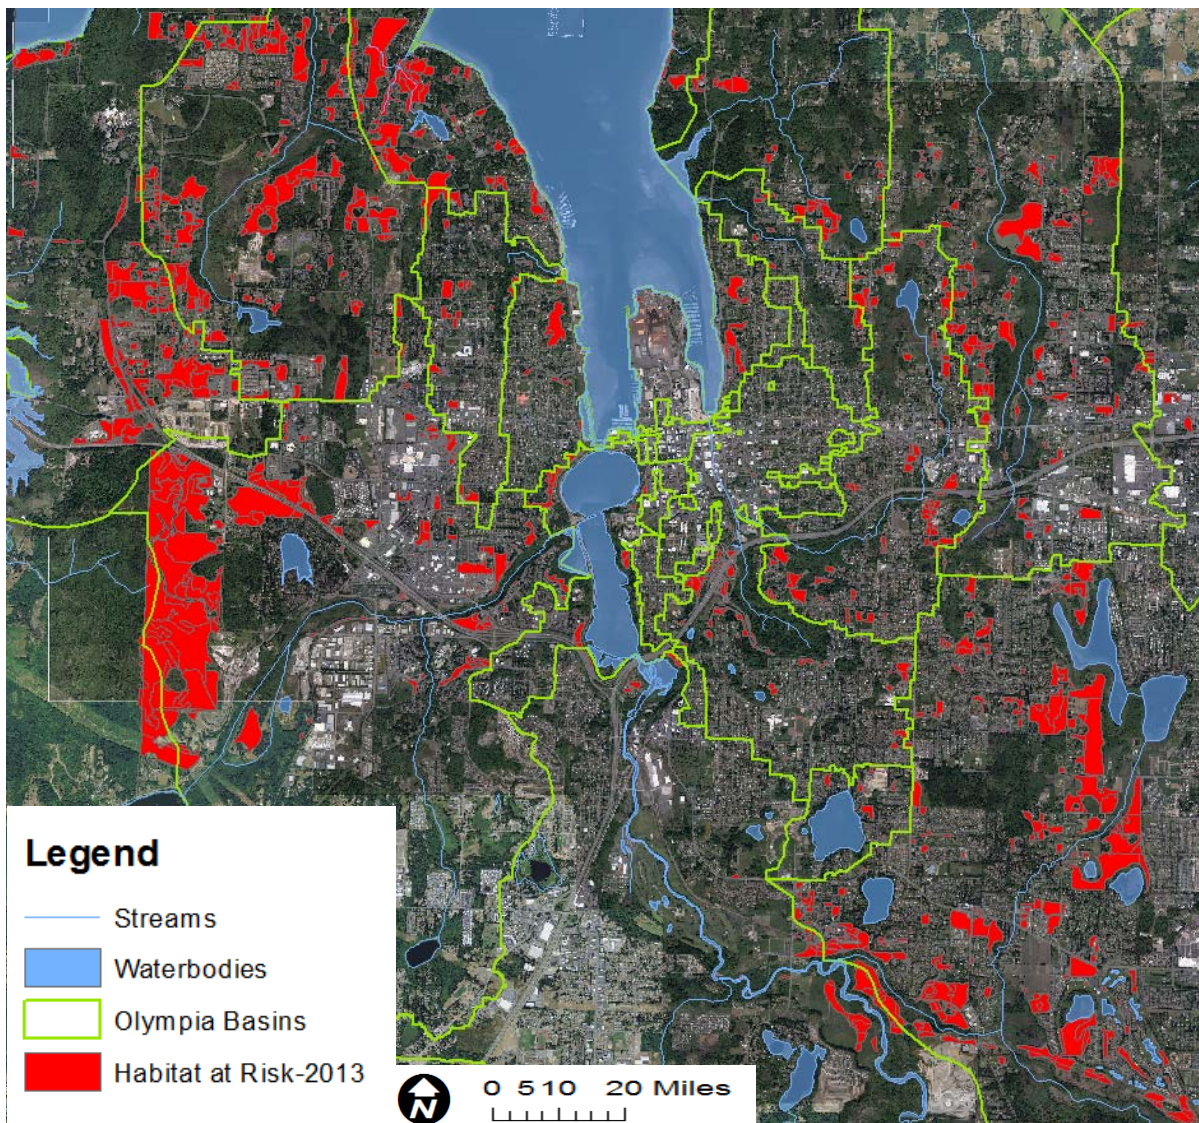 Legend
Streams
Waterbodies
Olympia Basins
Habitat at Risk-2013
N
0 5 10 20 Miles